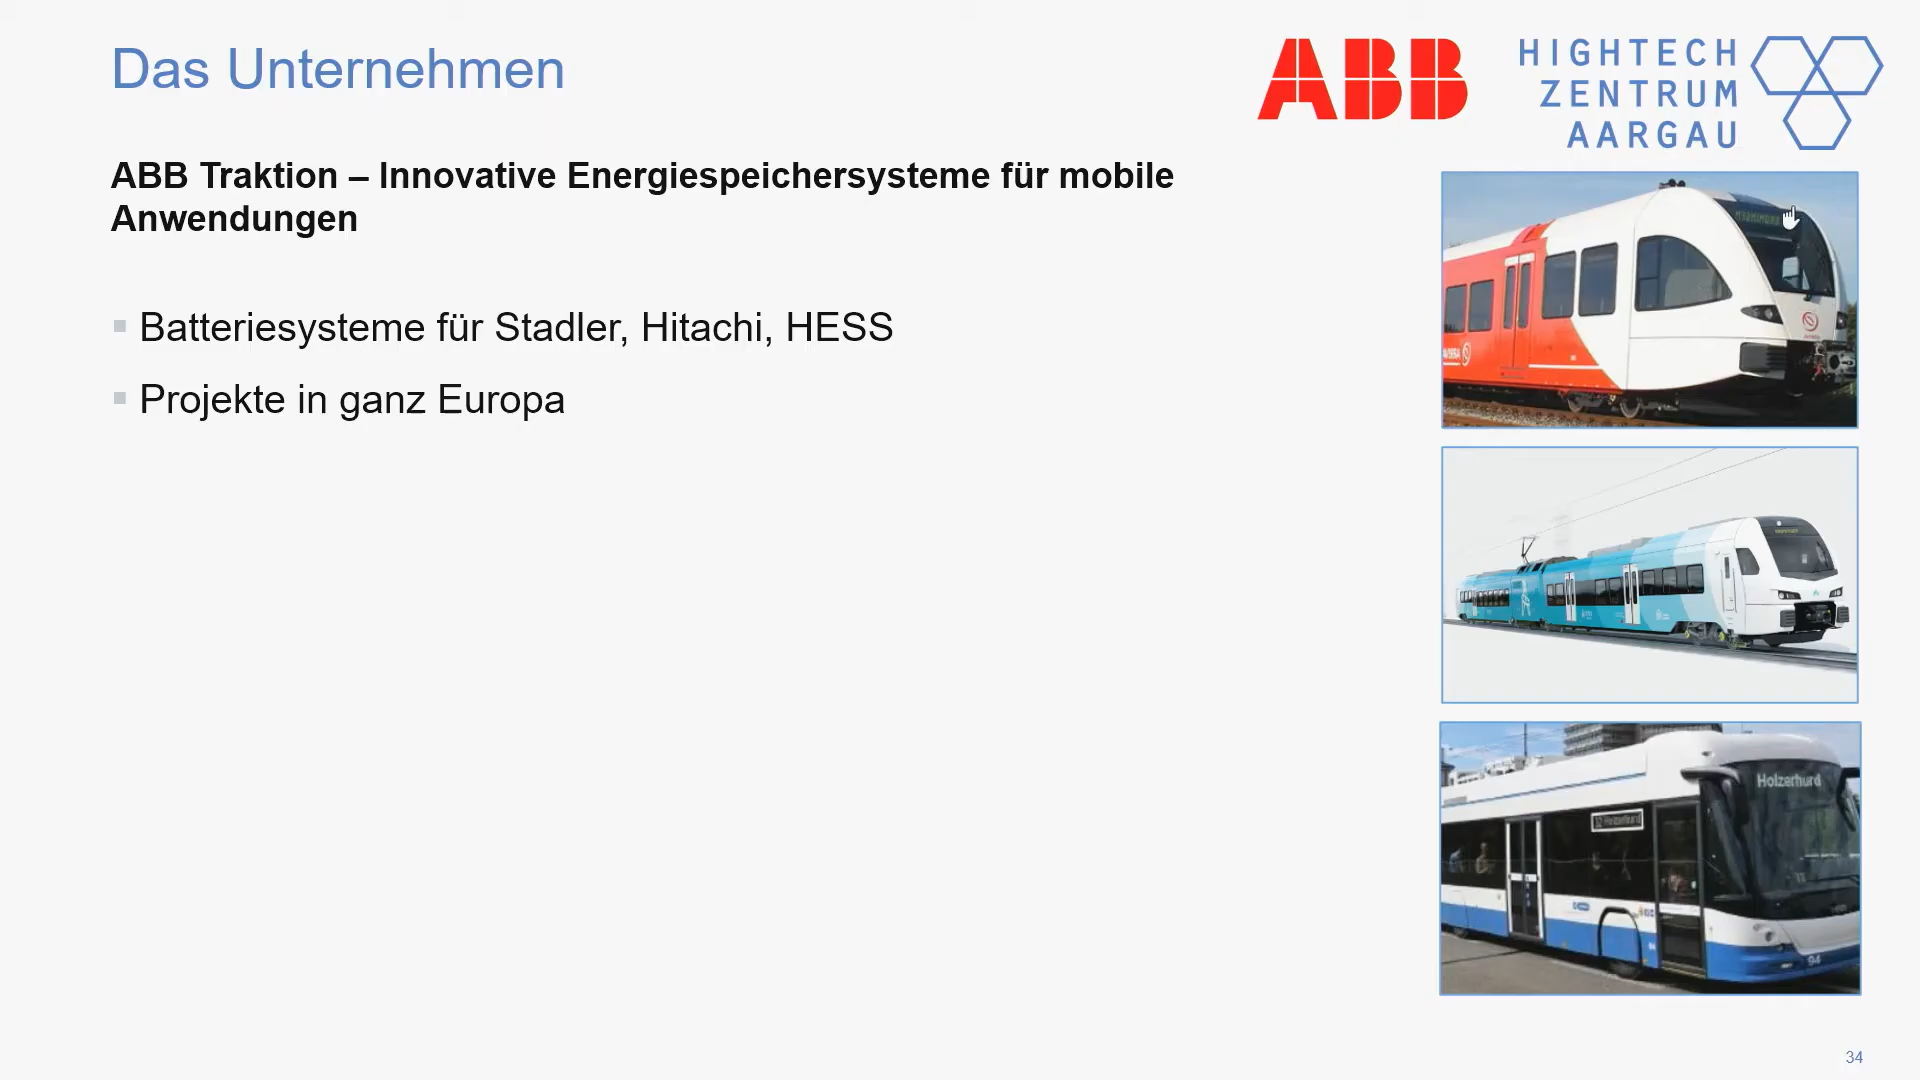 Das Unternehmen
ABB
HIGHTECH
ZENTRUM
AARGAU
ABB Traktion – Innovative Energiespeichersysteme für mobile
Anwendungen
Batteriesysteme für Stadler, Hitachi, HESS
Projekte in ganz Europa
Holzerhurd
94
34